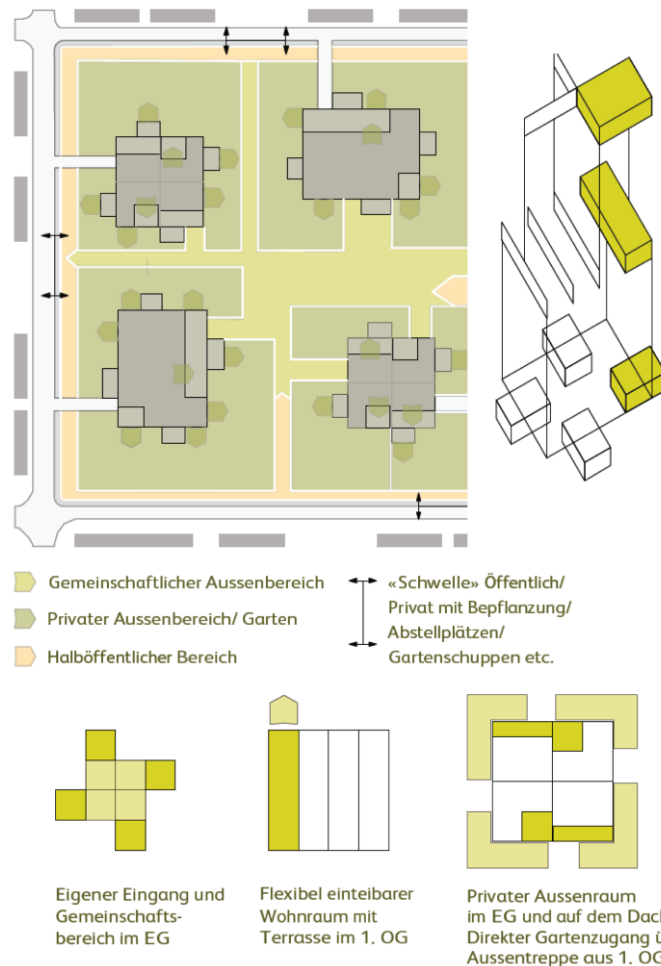 Gemeinschaftlicher Aussenbereich
Privater Aussenbereich/ Garten
Halböffentlicher Bereich
«Schwelle» Öffentlich/
Privat mit Bepflanzung/
Abstellplätzen/
Gartenschuppen etc.
Eigener Eingang und
Gemeinschafts-
bereich im EG
Flexibel einteibarer
Wohnraum mit
Terrasse im 1. OG
Privater Aussenraum
im EG und auf dem Dach
Direkter Gartenzugang
Aussentreppe aus 1. OG